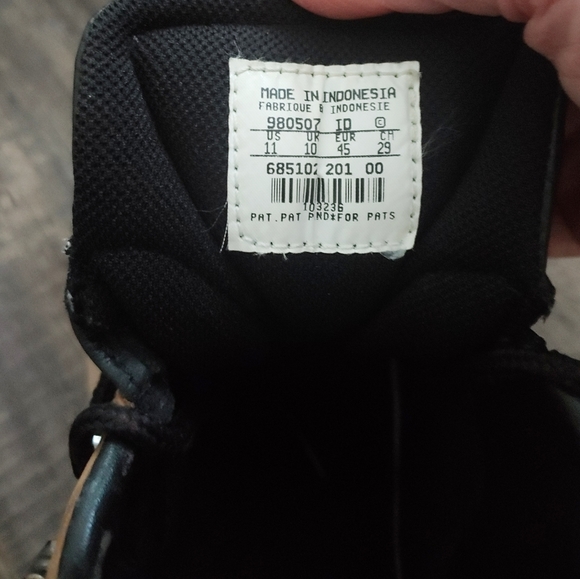 MADE IN INDONESIA
FABRIQUE INDONESIE
980507 ID ©
US UK EUR CM
11 10 45 29
685102 201 00
103236
PAT.PAT PND*FOR PATS